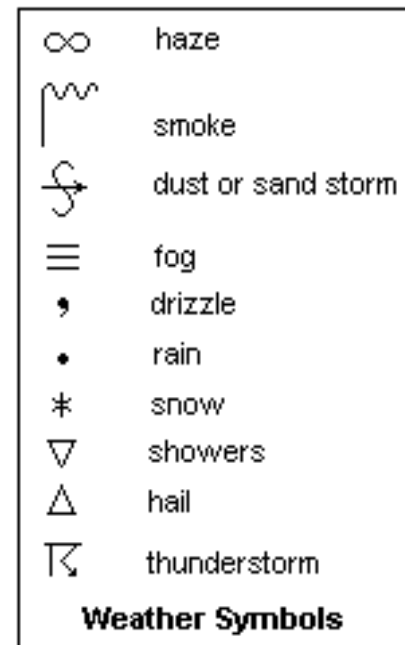 haze
smoke
dust or sand storm
fog
drizzle
rain
snow
showers
hail
thunderstorm
Weather Symbols